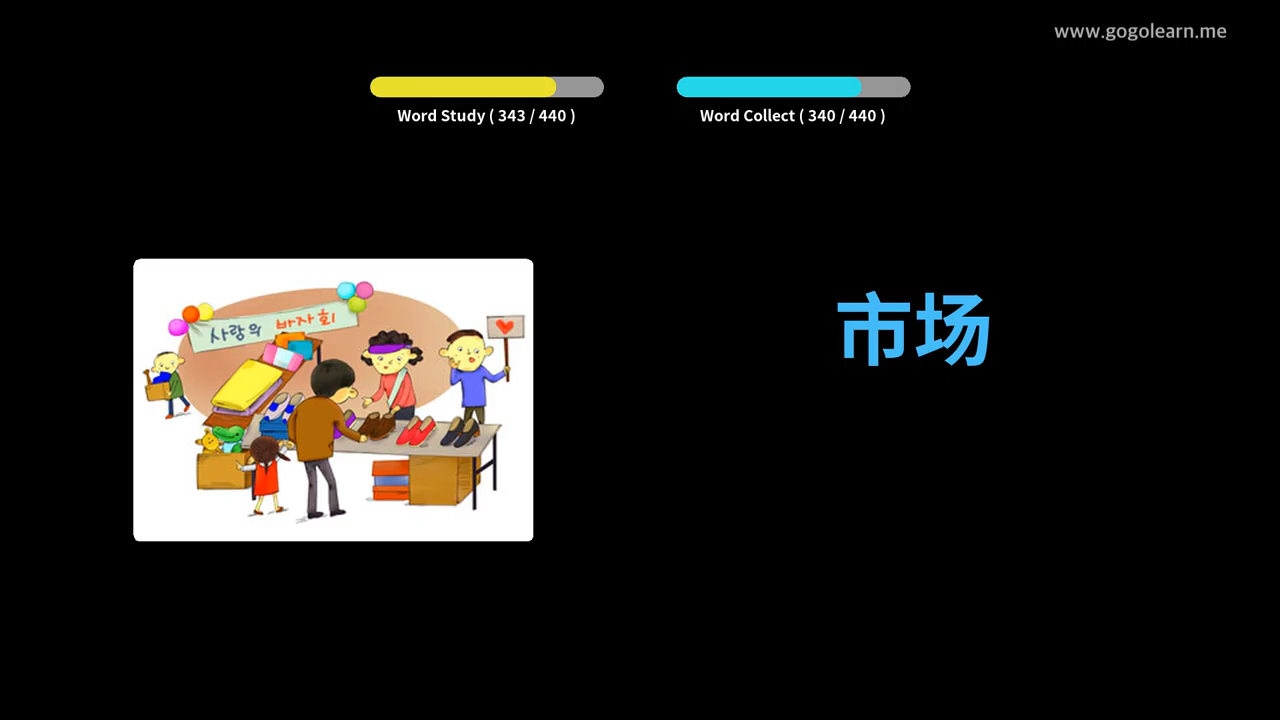 www.gogolearn.me
Word Study ( 343 / 440 )
Word Collect ( 340 / 440 )
사랑의 바자회
市场